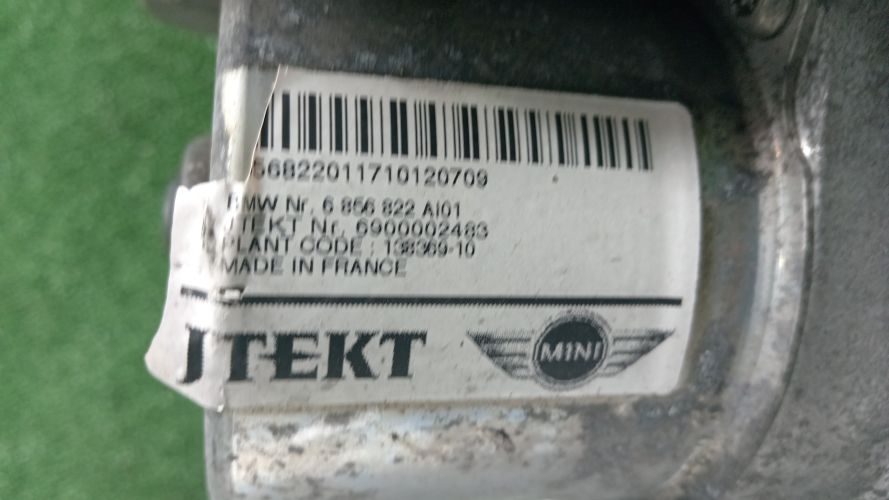 56822011710120709
BMW Nr. 6 856 822 AI01
JTEKT Nr. 6900002483
PLANT CODE : 138369-10
MADE IN FRANCE
JTEKT
MINI